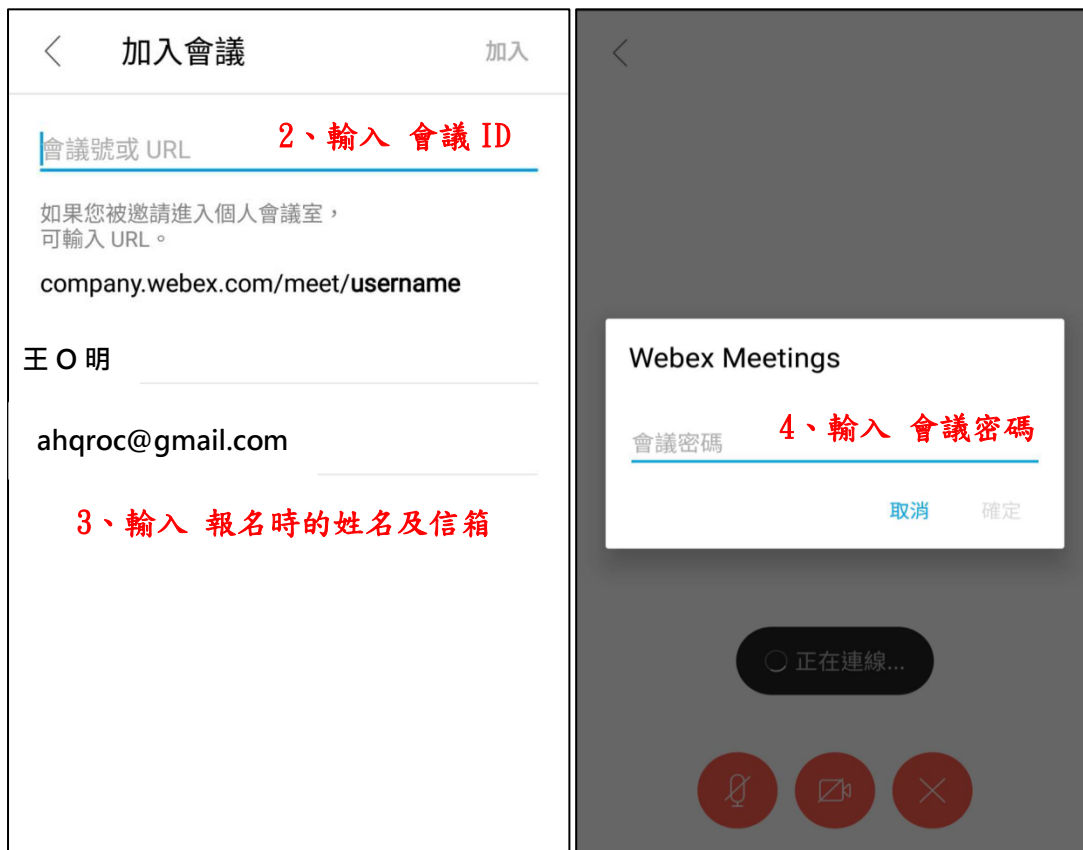 加入會議
加入
會議號或 URL
2、輸入 會議 ID
如果您被邀請進入個人會議室，
可輸入 URL。
company.webex.com/meet/username
王 O 明
ahqroc@gmail.com
3、輸入 報名時的姓名及信箱
Webex Meetings
會議密碼
4、輸入 會議密碼
取消
確定
正在連線...